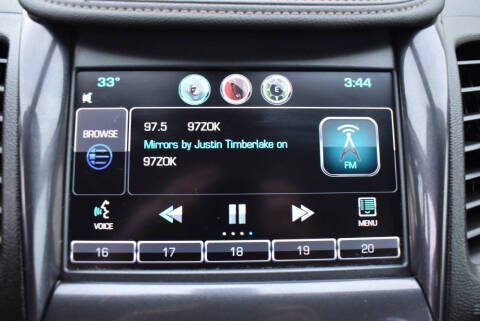 33°
3:44
BROWSE
97.5 97ZOK
Mirrors by Justin Timberlake on
97ZOK
FM
VOICE
MENU
16 17 18 19 20